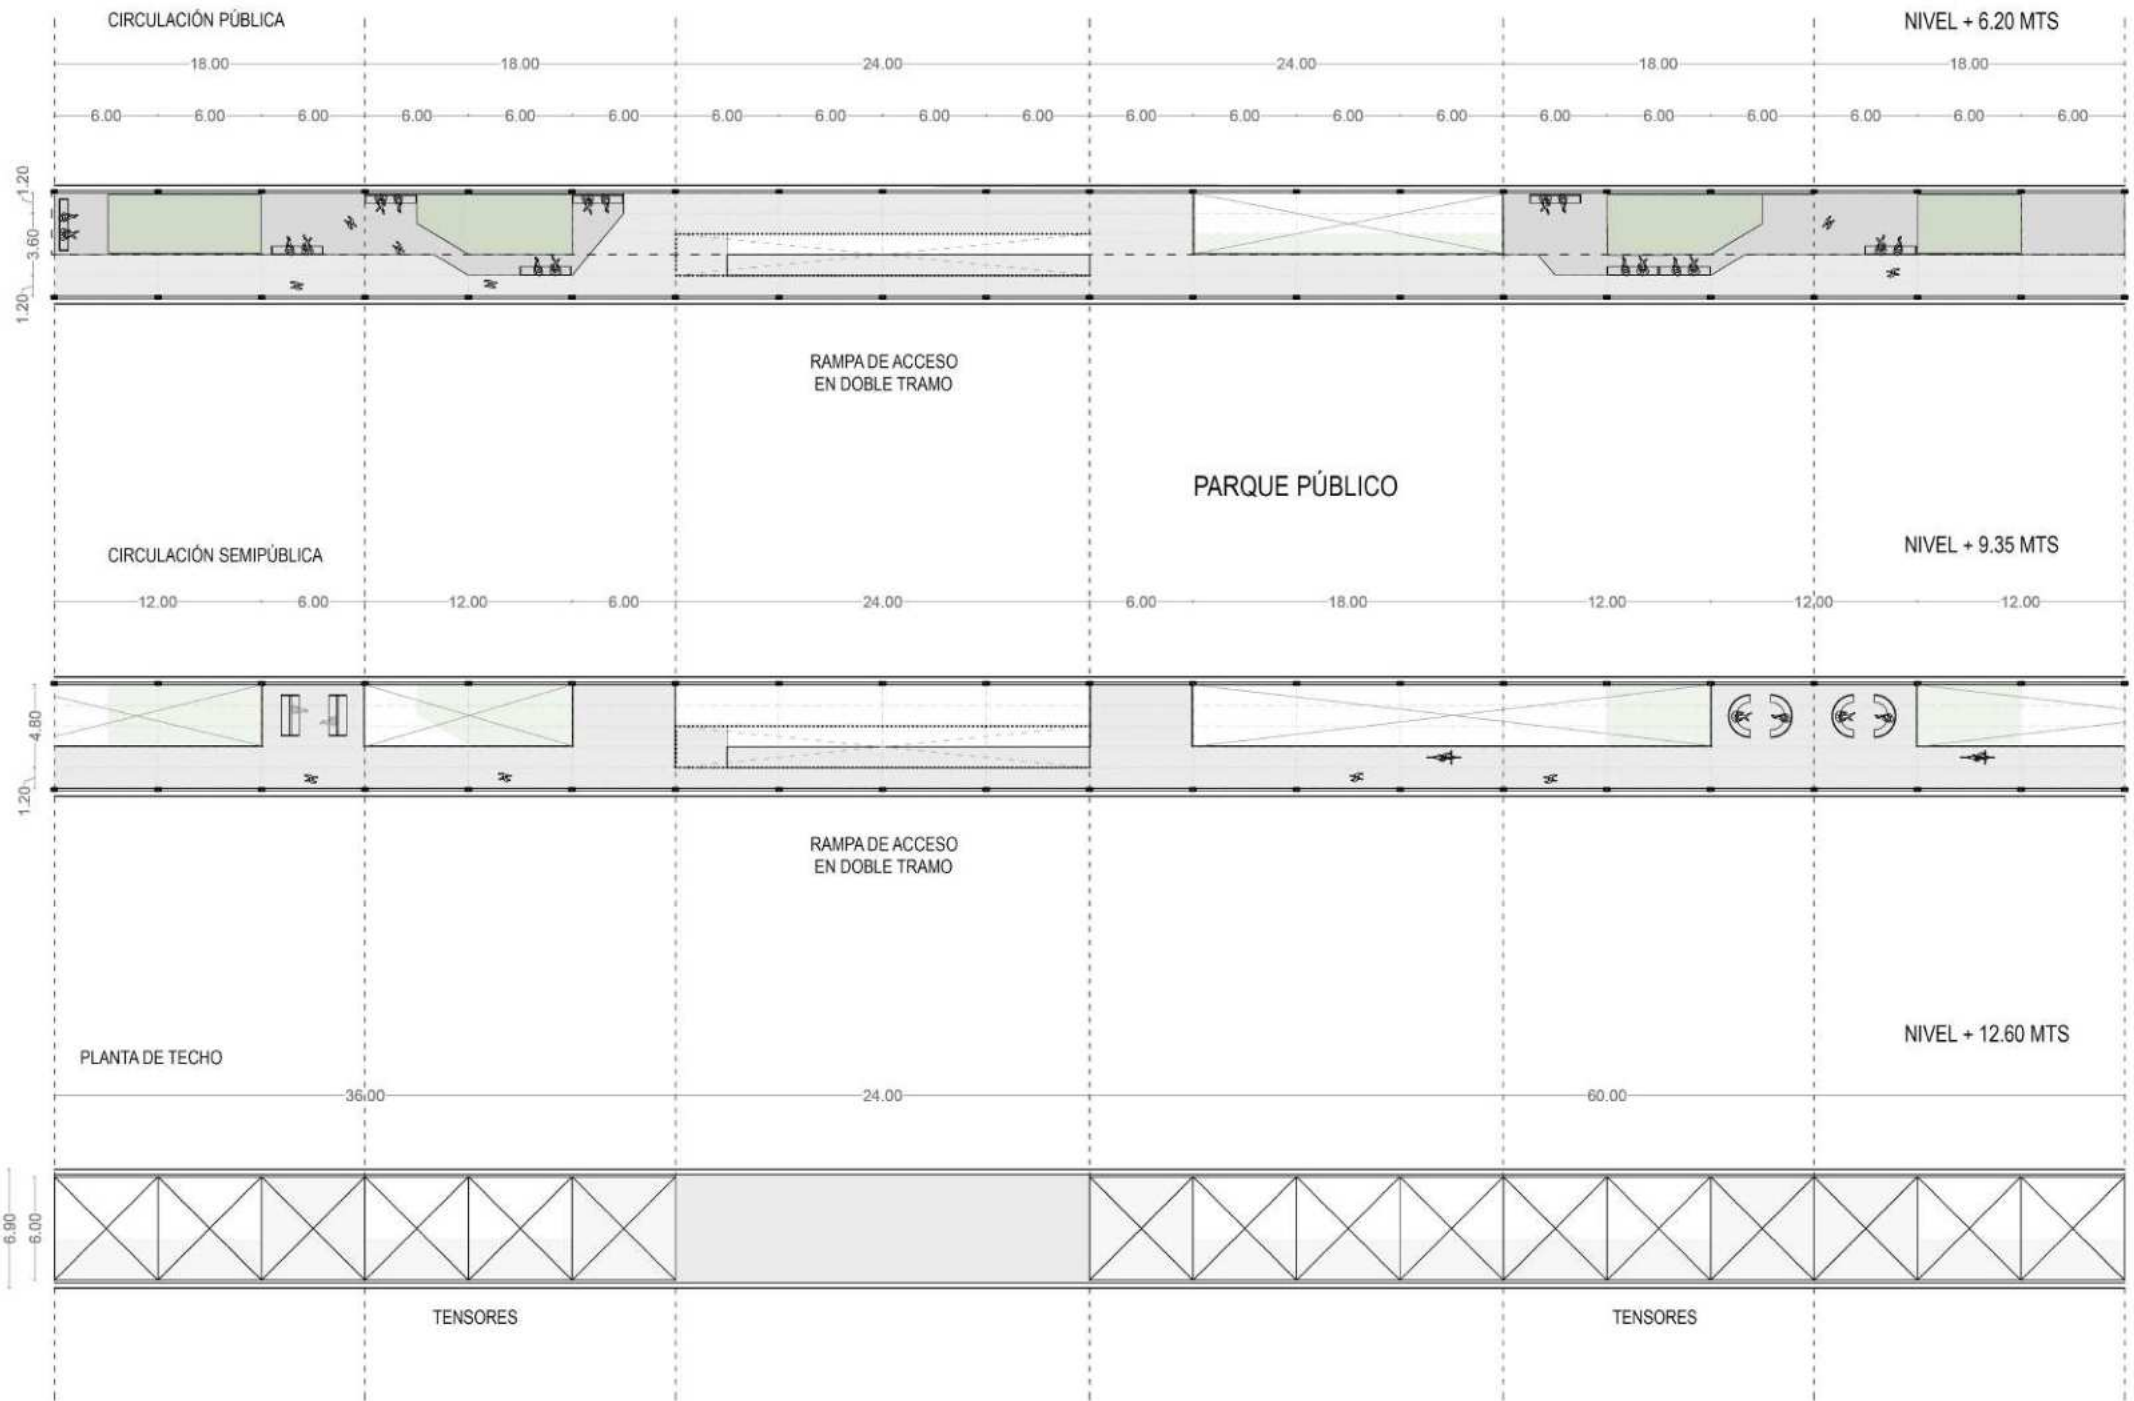 CIRCULACIÓN PÚBLICA
NIVEL + 6.20 MTS
18.00 18.00 24.00 24.00 18.00 18.00
6.00 6.00 6.00 6.00 6.00 6.00 6.00 6.00 6.00 6.00 6.00 6.00 6.00 6.00 6.00 6.00 6.00 6.00 6.00 6.00
1.20
3.60
1.20
RAMPA DE ACCESO
EN DOBLE TRAMO
PARQUE PÚBLICO
CIRCULACIÓN SEMIPÚBLICA
NIVEL + 9.35 MTS
12.00 6.00 12.00 6.00 24.00 6.00 18.00 12.00 12.00 12.00
4.80
1.20
RAMPA DE ACCESO
EN DOBLE TRAMO
NIVEL + 12.60 MTS
PLANTA DE TECHO
36.00 24.00 60.00
6.90
6.00
TENSORES
TENSORES